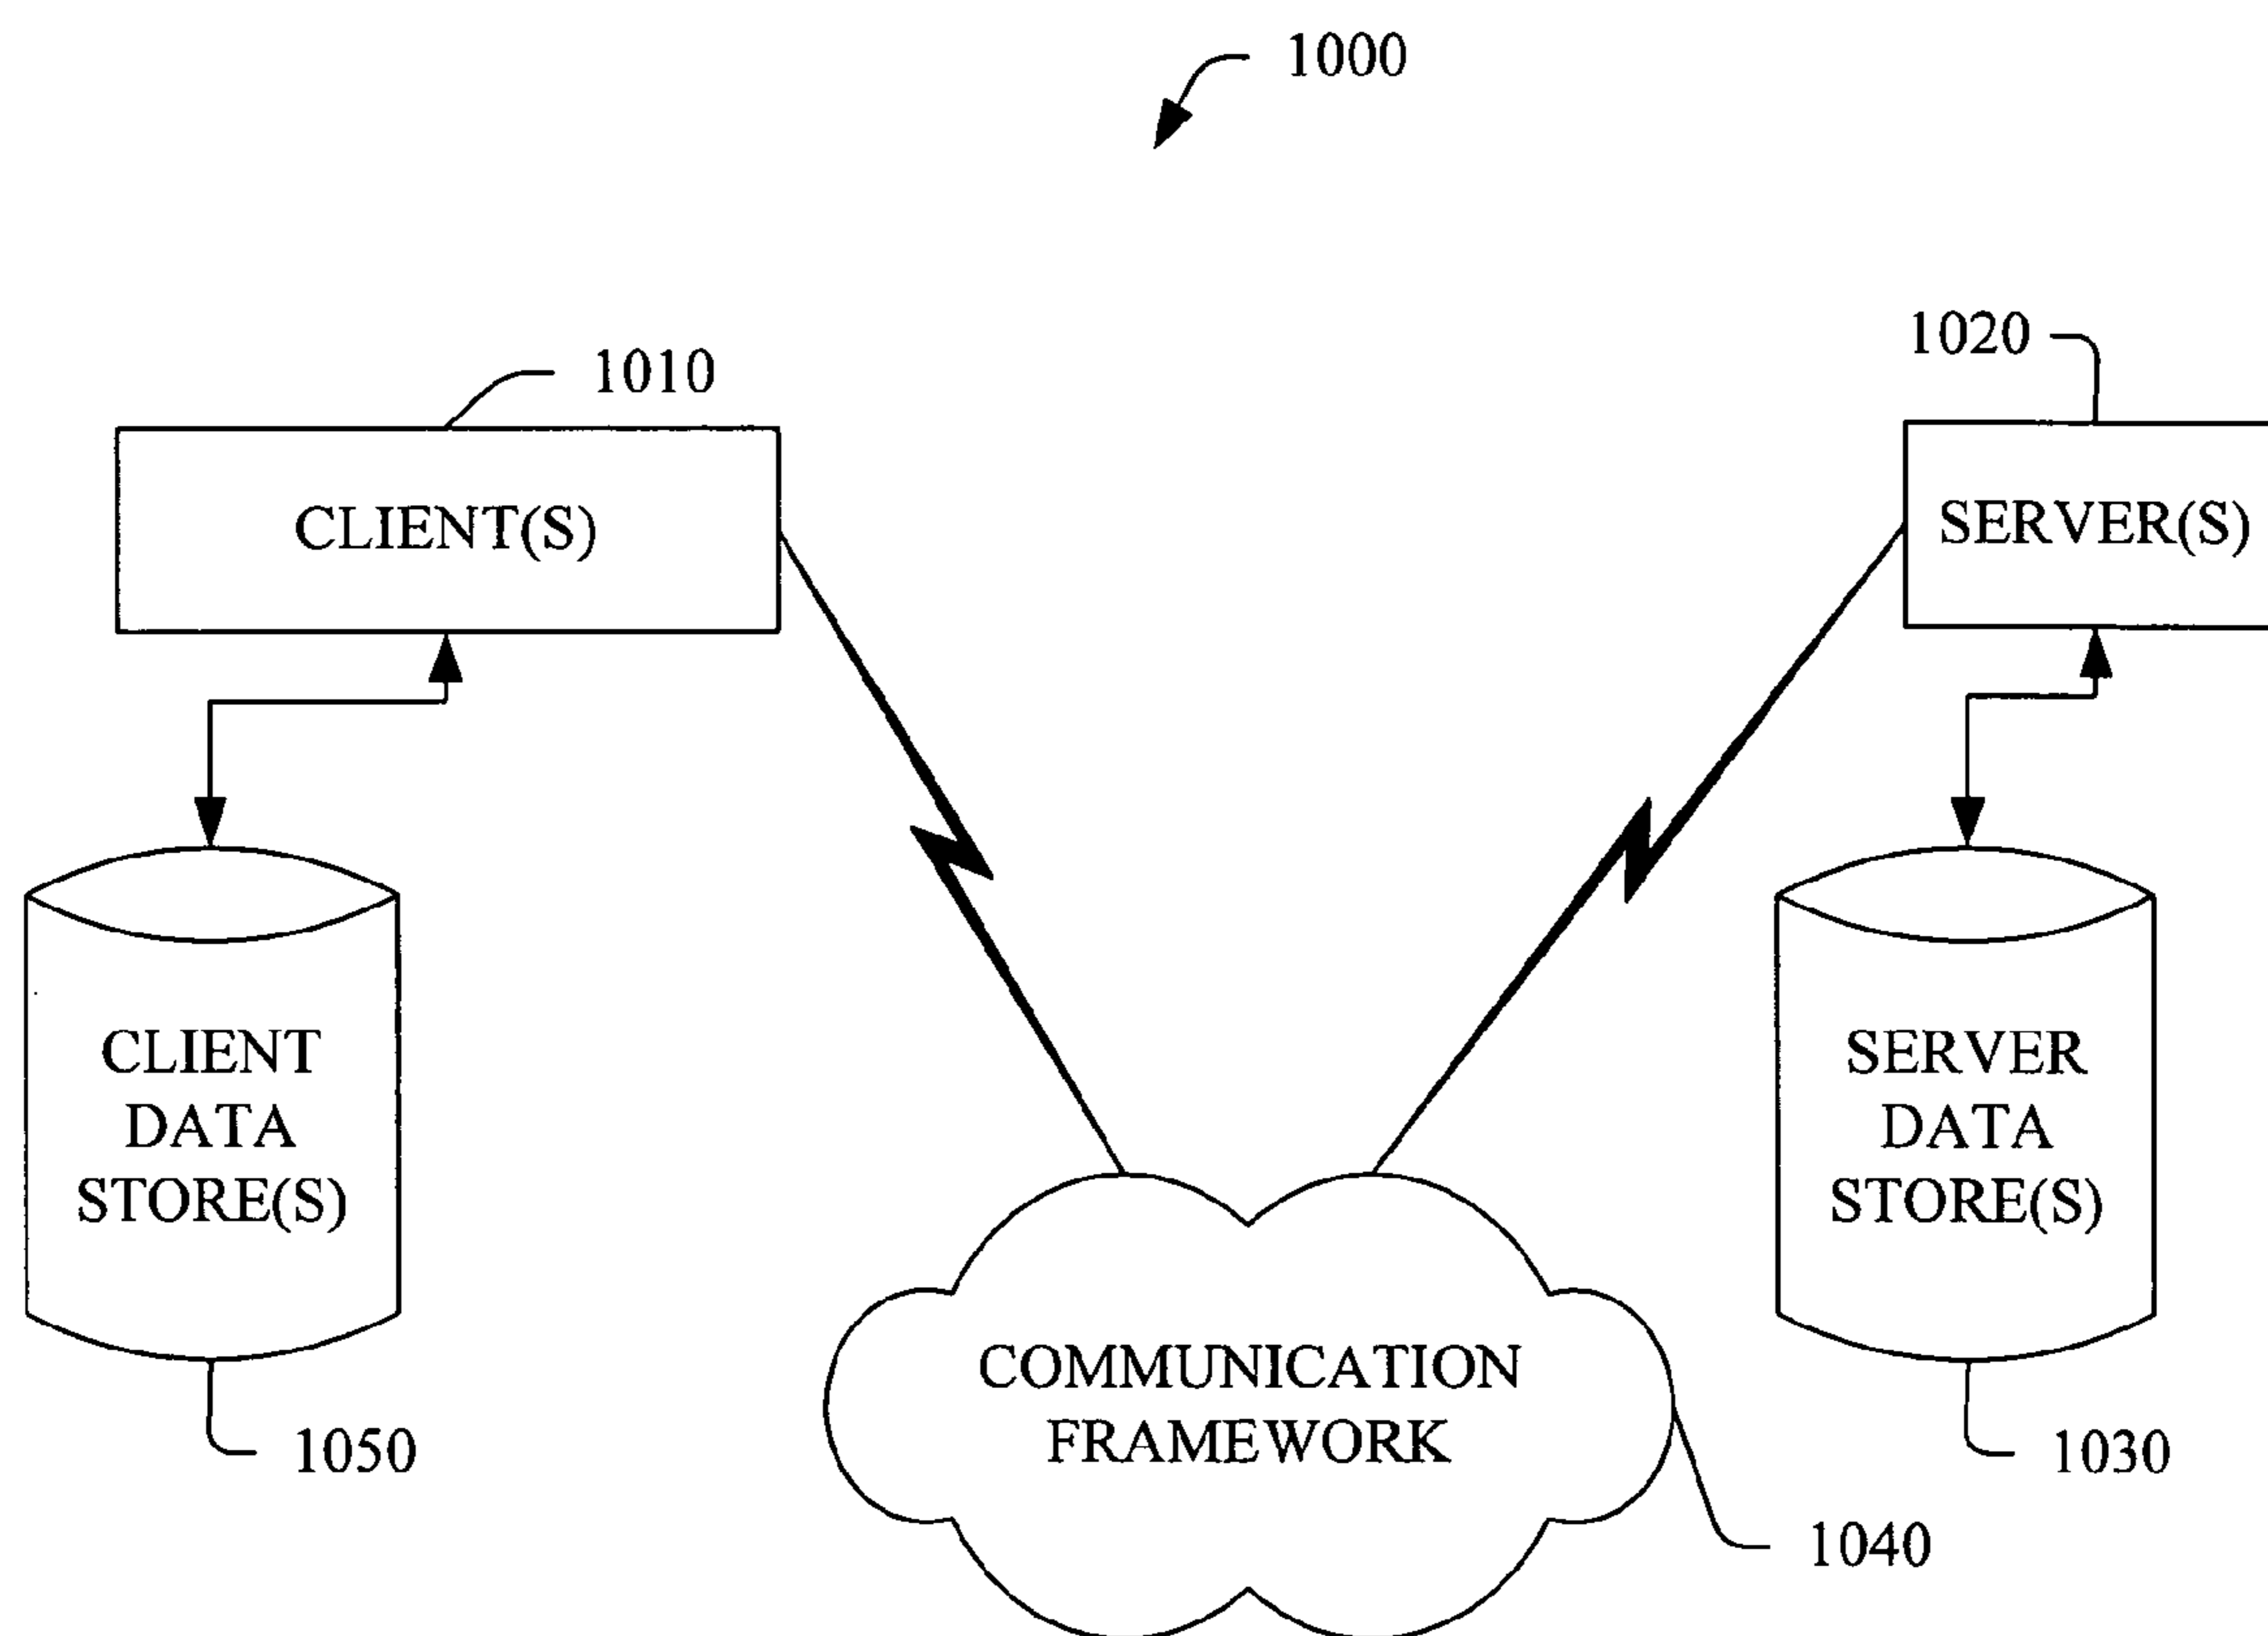 1000
1010
1020
CLIENT(S)
SERVER(S)
CLIENT
DATA
STORE(S)
SERVER
DATA
STORE(S)
COMMUNICATION
FRAMEWORK
1050
1030
1040